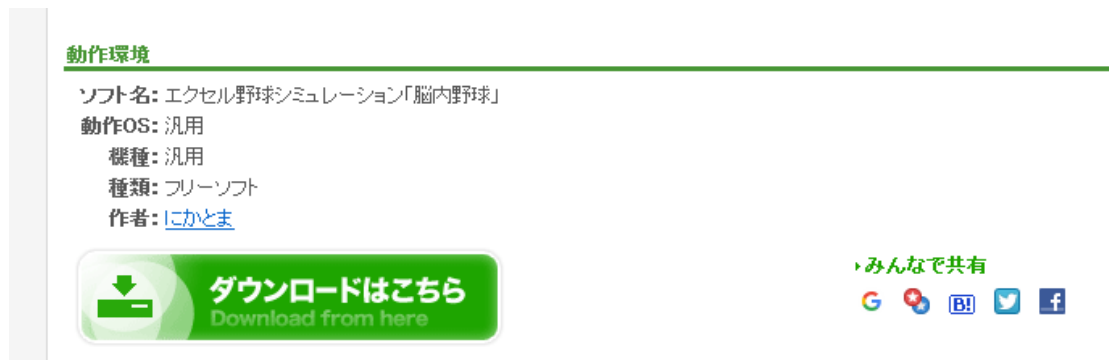 動作環境
ソフト名：エクセル野球シミュレーション「脳内野球」
動作OS：汎用
機種：汎用
種類：フリーソフト
作者：にかとま
ダウンロードはこちら
Download from here
みんなで共有
G B! f